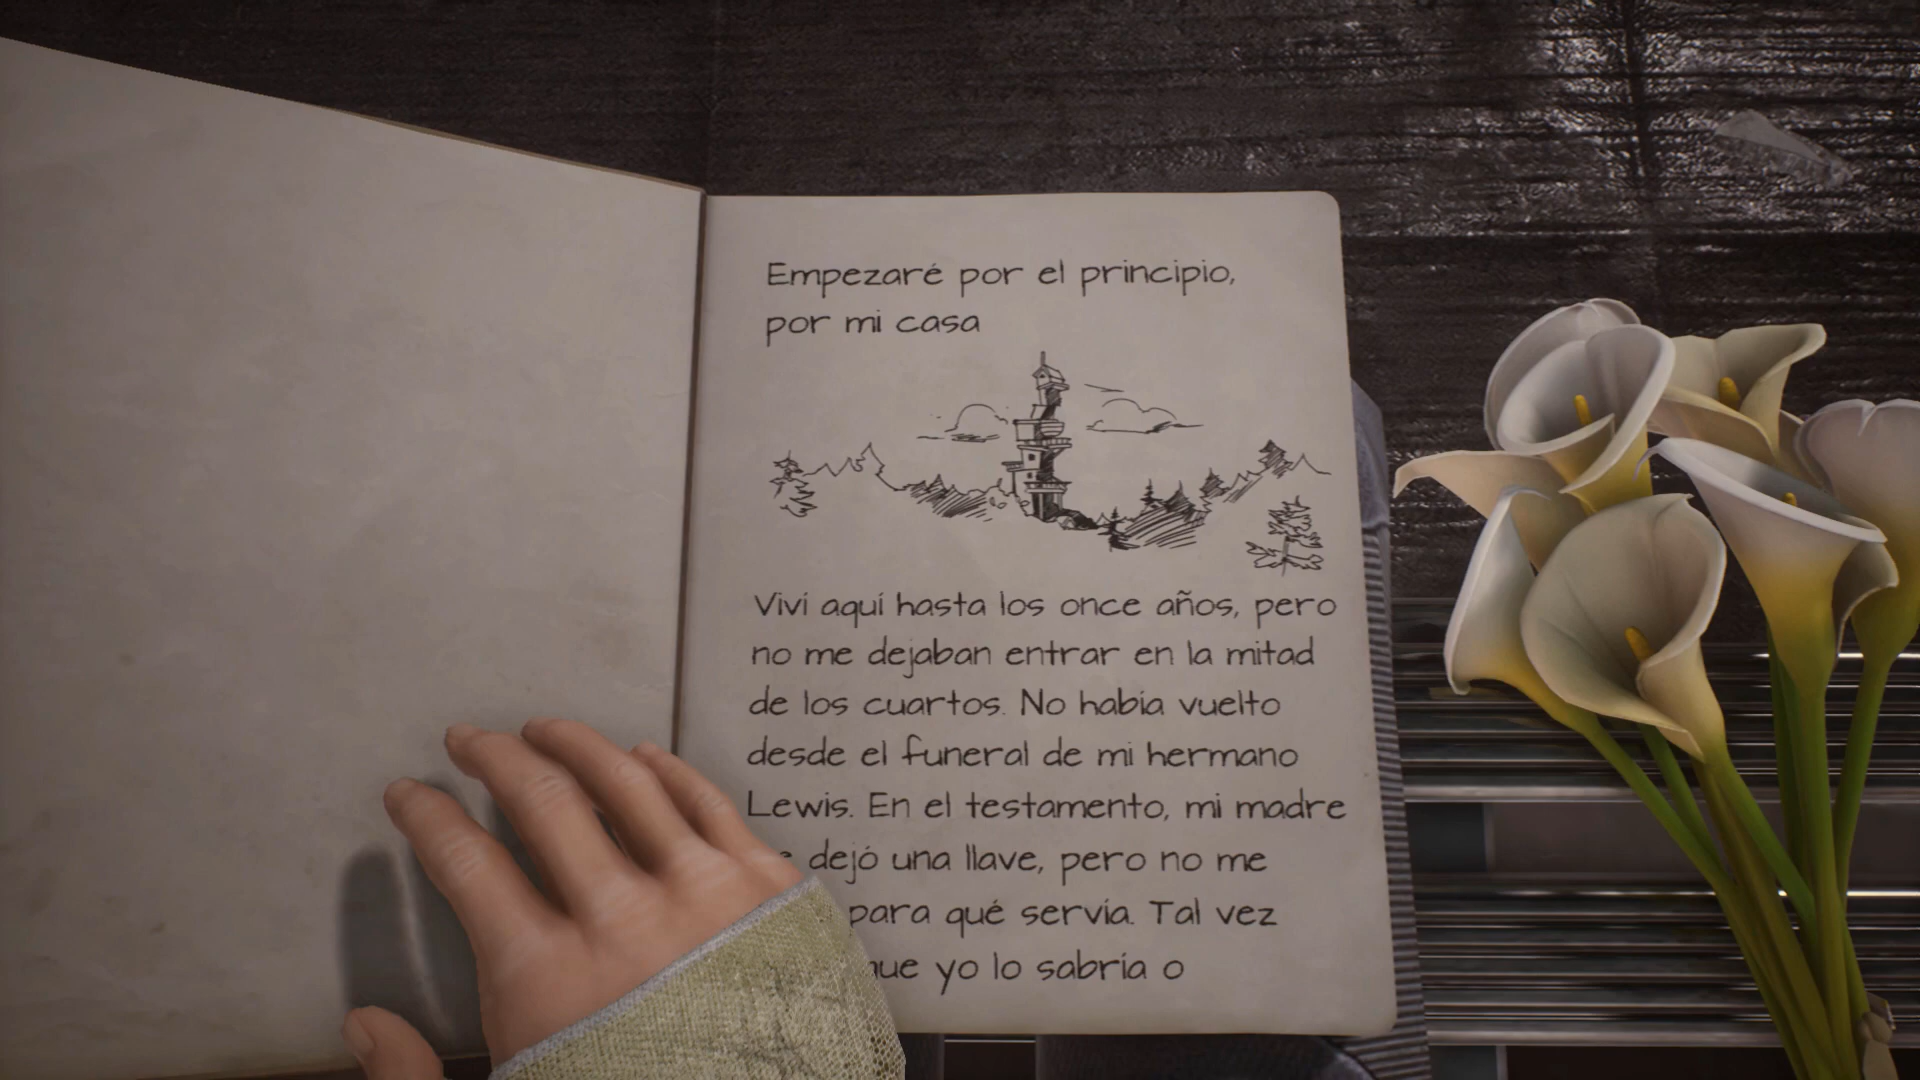 Empezaré por el principio,
por mi casa
Viví aquí hasta los once años, pero
no me dejaban entrar en la mitad
de los cuartos. No había vuelto
desde el funeral de mi hermano
Lewis. En el testamento, mi madre
dejó una llave, pero no me
para qué servía. Tal vez
yo lo sabría o